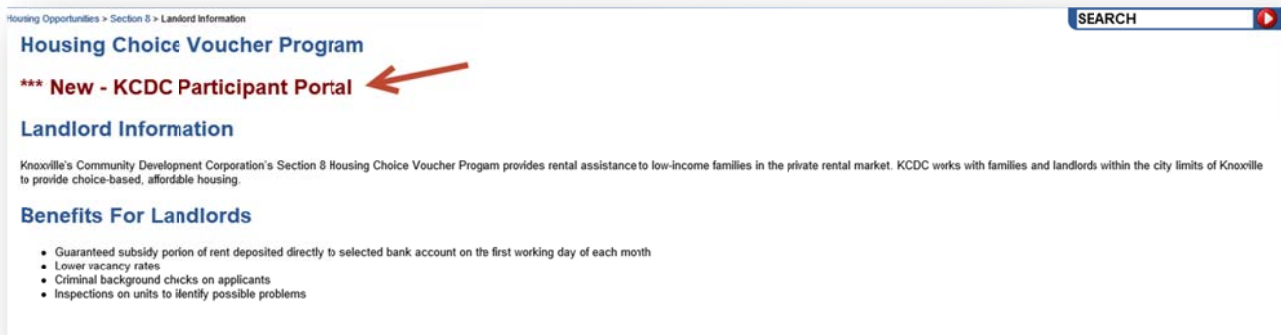 Housing Opportunities > Section 8 > Landlord Information
SEARCH
Housing Choice Voucher Program
*** New - KCDC Participant Portal
Landlord Information
Knoxville's Community Development Corporation's Section 8 Housing Choice Voucher Progam provides rental assistance to low-income families in the private rental market. KCDC works with families and landlords within the city limits of Knoxville
to provide choice-based, affordable housing.
Benefits For Landlords
• Guaranteed subsidy porion of rent deposited directly to selected bank account on the first working day of each month
• Lower vacancy rates
• Criminal background checks on applicants
• Inspections on units to identify possible problems